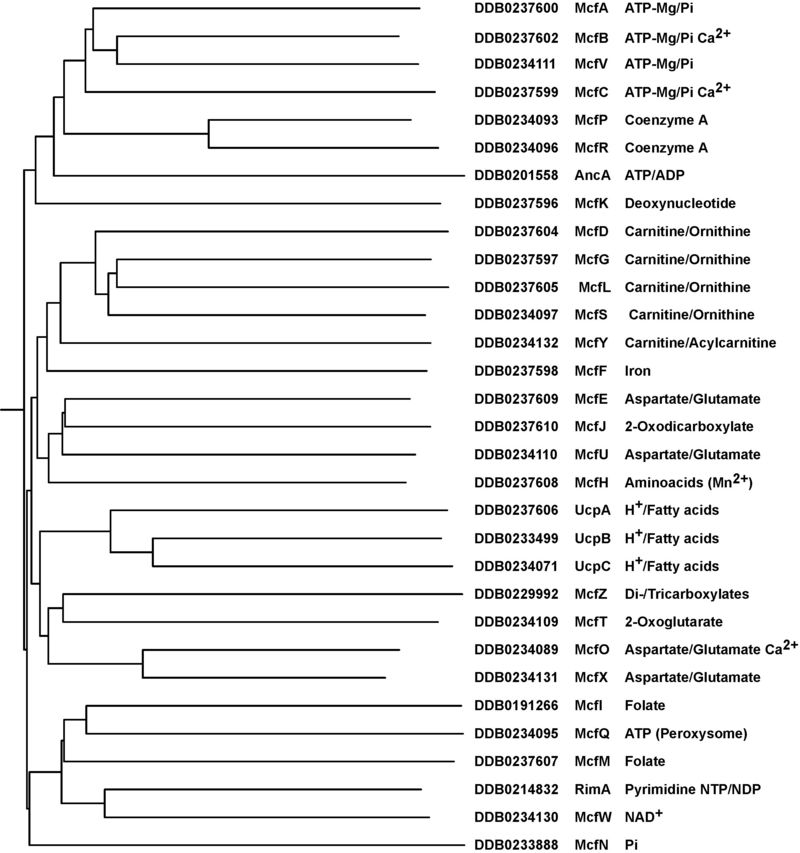 DDB0237600 McfA ATP-Mg/Pi
DDB0237602 McfB ATP-Mg/Pi Ca2+
DDB0234111 McfV ATP-Mg/Pi
DDB0237599 McfC ATP-Mg/Pi Ca2+
DDB0234093 McfP Coenzyme A
DDB0234096 McfR Coenzyme A
DDB0201558 AncA ATP/ADP
DDB0237596 McfK Deoxynucleotide
DDB0237604 McfD Carnitine/Ornithine
DDB0237597 McfG Carnitine/Ornithine
DDB0237605 McfL Carnitine/Ornithine
DDB0234097 McfS Carnitine/Ornithine
DDB0234132 McfY Carnitine/Acylcarnitine
DDB0237598 McfF Iron
DDB0237609 McfE Aspartate/Glutamate
DDB0237610 McfJ 2-Oxodicarboxylate
DDB0234110 McfU Aspartate/Glutamate
DDB0237608 McfH Aminoacids (Mn2+)
DDB0237606 UcpA H+/Fatty acids
DDB0233499 UcpB H+/Fatty acids
DDB0234071 UcpC H+/Fatty acids
DDB0229992 McfZ Di-/Tricarboxylates
DDB0234109 McfT 2-Oxoglutarate
DDB0234089 McfO Aspartate/Glutamate Ca2+
DDB0234131 McfX Aspartate/Glutamate
DDB0191266 McfI Folate
DDB0234095 McfQ ATP (Peroxysome)
DDB0237607 McfM Folate
DDB0214832 RimA Pyrimidine NTP/NDP
DDB0234130 McfW NAD+
DDB0233888 McfN Pi